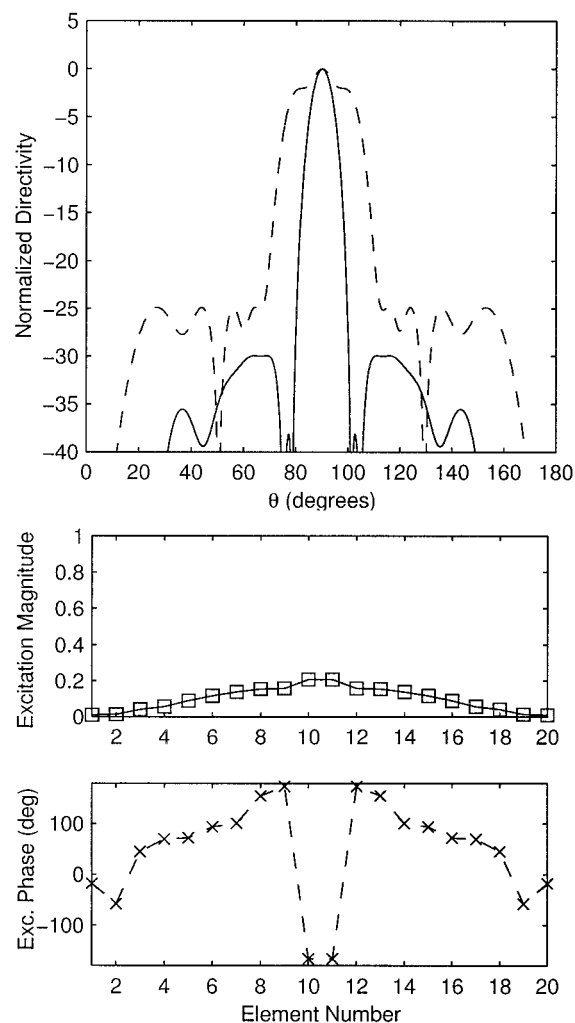 5
0
−5
−10
−15
−20
−25
−30
−35
−40
Normalized Directivity
0 20 40 60 80 100 120 140 160 180
θ (degrees)
1
0.8
0.6
0.4
0.2
0
Excitation Magnitude
2 4 6 8 10 12 14 16 18 20
100
0
−100
Exc. Phase (deg)
2 4 6 8 10 12 14 16 18 20
Element Number